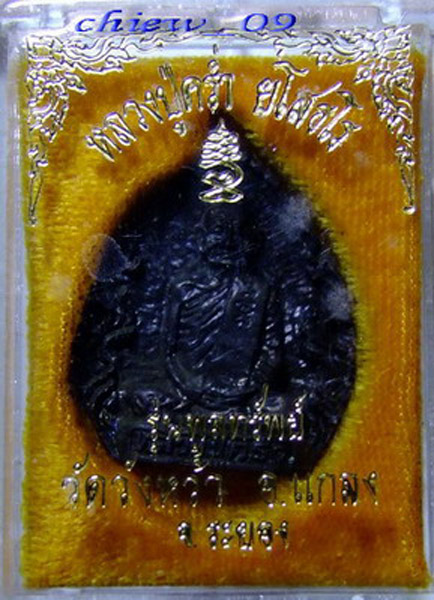 chiew_09
หลวงปู่คร่ำ ยโสธโร
รุ่นพูลทรัพย์
วัดวังหว้า อ.แกลง
จ.ระยอง